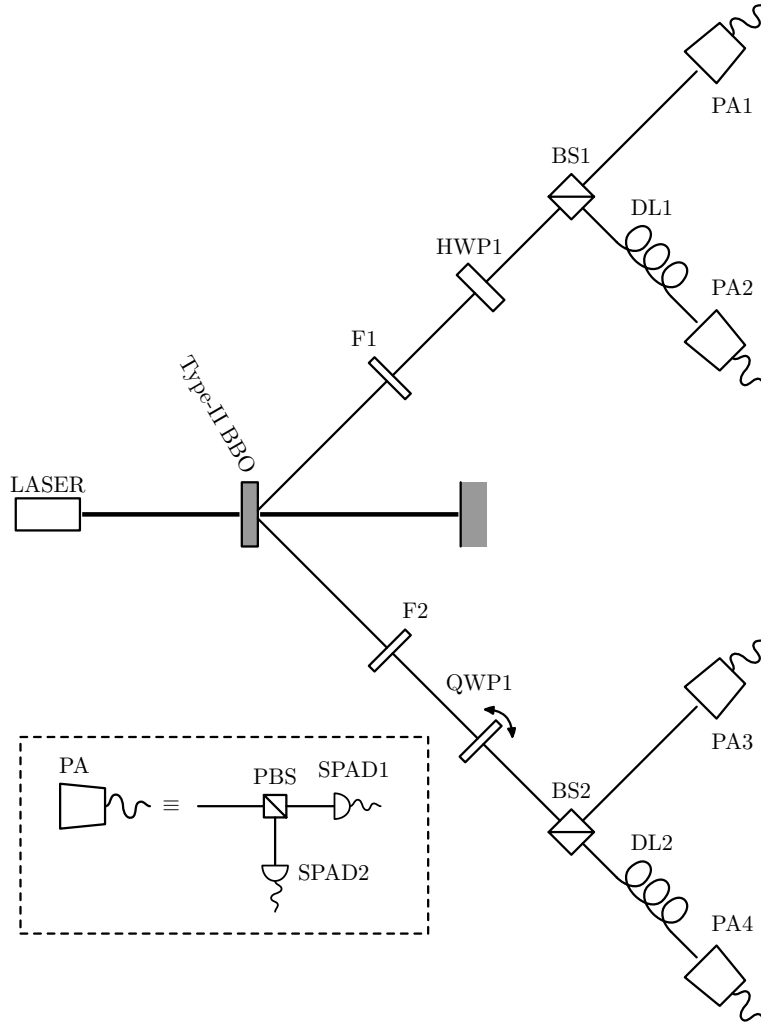 PA1
BS1
DL1
HWP1
PA2
F1
Type-II BBO
LASER
F2
QWP1
PA3
BS2
DL2
PA4
PA
≡
PBS
SPAD1
SPAD2